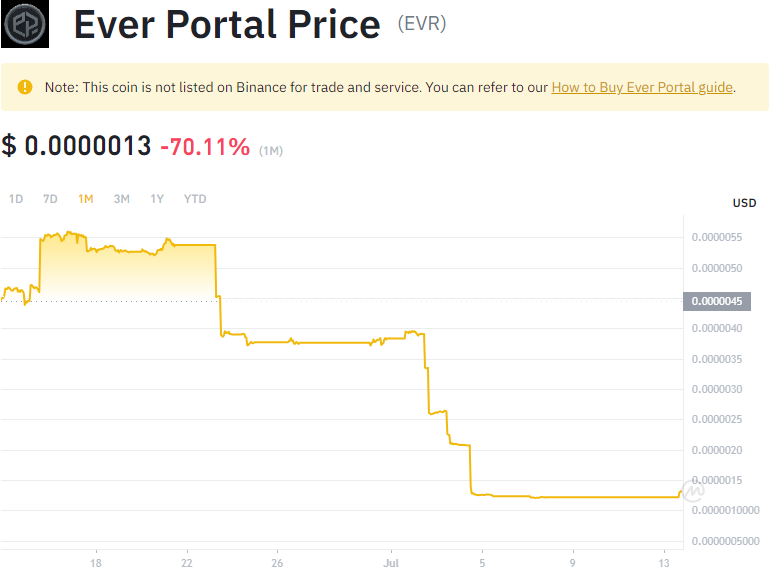 Ever Portal Price (EVR)
Note: This coin is not listed on Binance for trade and service. You can refer to our How to Buy Ever Portal guide.
$ 0.0000013 -70.11% (1M)
1D 7D 1M 3M 1Y YTD
USD
0.0000055
0.0000050
0.0000045
0.0000040
0.0000035
0.0000030
0.0000025
0.0000020
0.0000015
0.0000010000
0.0000005000
18 22 26 Jul 5 9 13